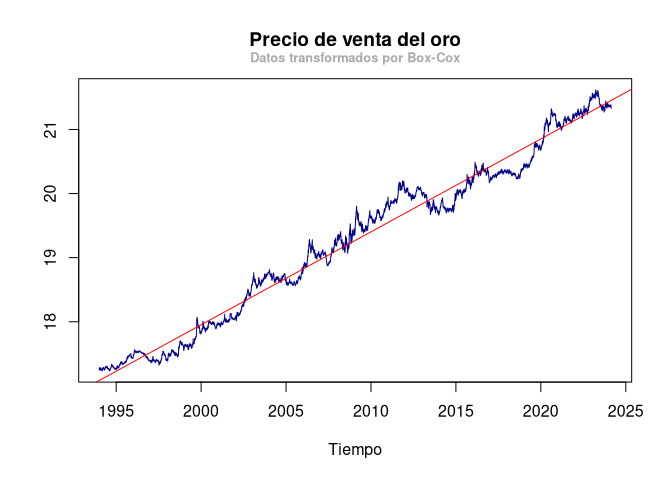 Precio de venta del oro
Datos transformados por Box-Cox
21
20
19
18
1995 2000 2005 2010 2015 2020 2025
Tiempo